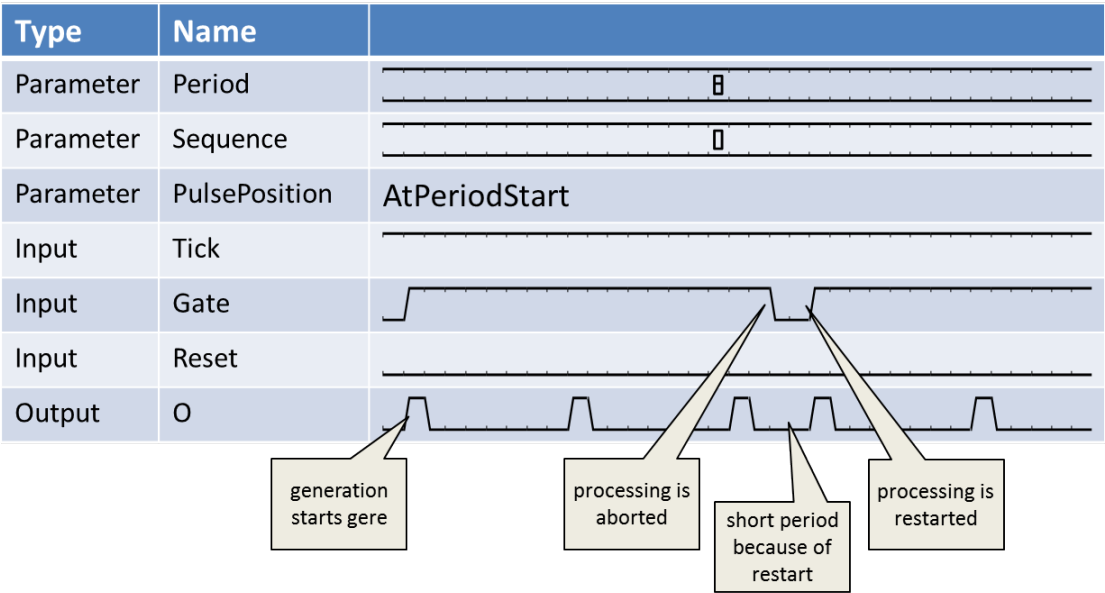 Type Name
Parameter Period 8
Parameter Sequence 0
Parameter PulsePosition AtPeriodStart
Input Tick
Input Gate
Input Reset
Output O
generation
starts gere
processing is
aborted
short period
because of
restart
processing is
restarted